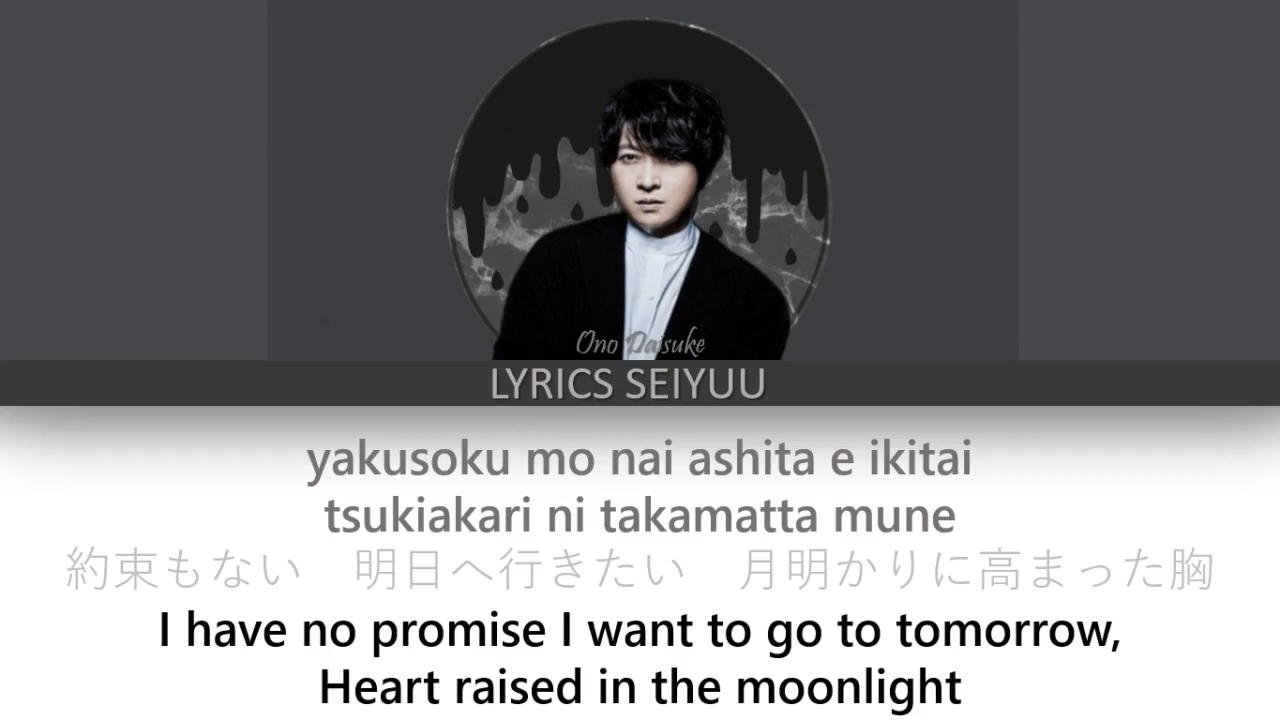 Ono Daisuke
LYRICS SEIYUU
yakusoku mo nai ashita e ikitai
tsukiakari ni takamatta mune
約束もない　明日へ行きたい　月明かりに高まった胸
I have no promise I want to go to tomorrow,
Heart raised in the moonlight